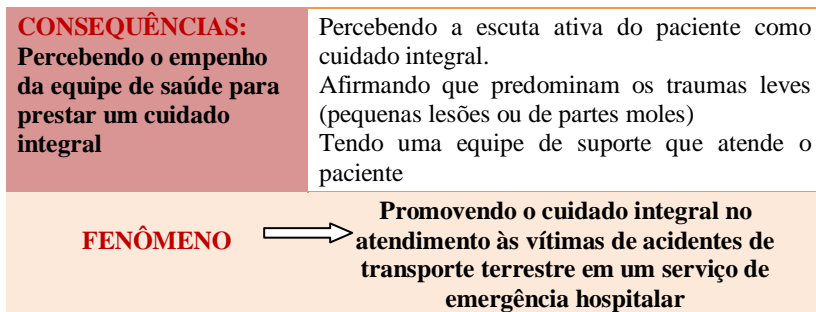 CONSEQUÊNCIAS:
Percebendo o empenho
da equipe de saúde para
prestar um cuidado
integral
Percebendo a escuta ativa do paciente como
cuidado integral.
Afirmando que predominam os traumas leves
(pequenas lesões ou de partes moles)
Tendo uma equipe de suporte que atende o
paciente
FENÔMENO
Promovendo o cuidado integral no
atendimento às vítimas de acidentes de
transporte terrestre em um serviço de
emergência hospitalar